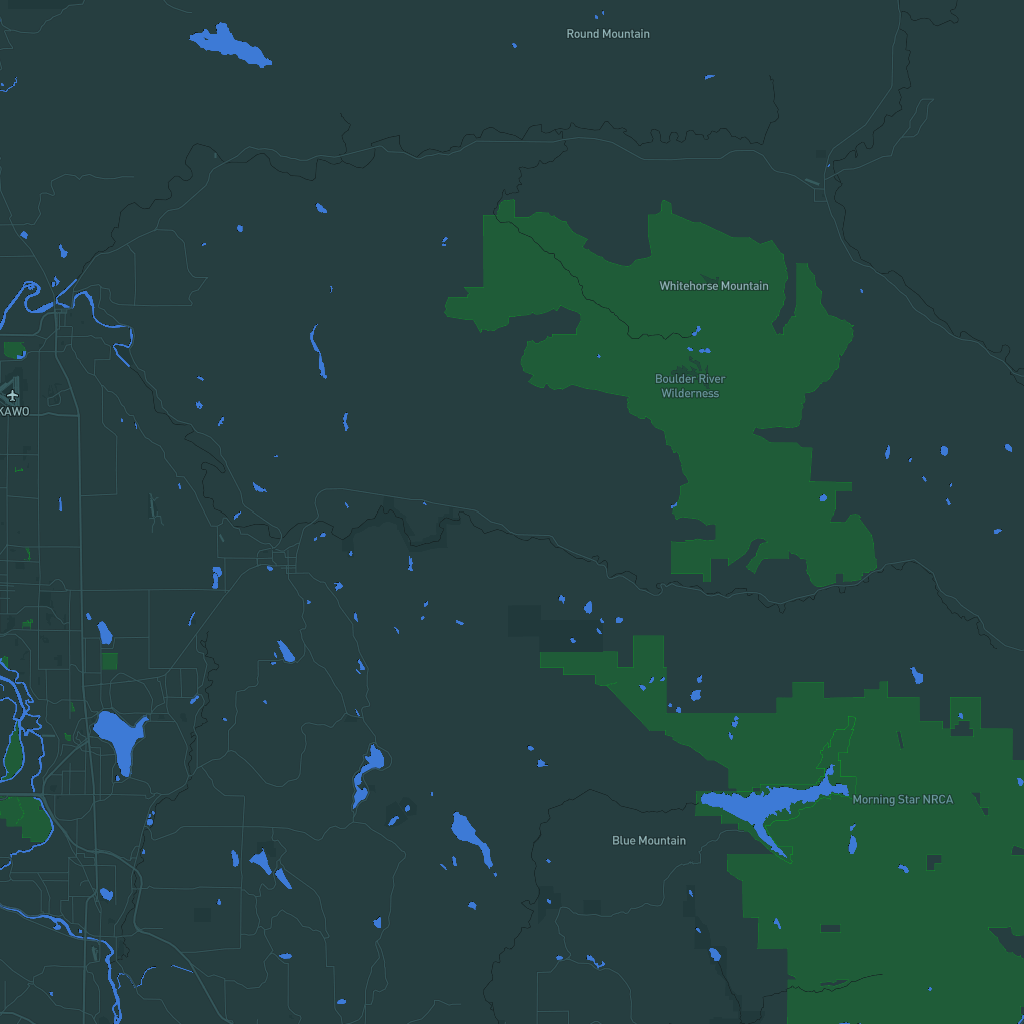 Round Mountain
Whitehorse Mountain
Boulder River
Wilderness
KAWO
Morning Star NRCA
Blue Mountain